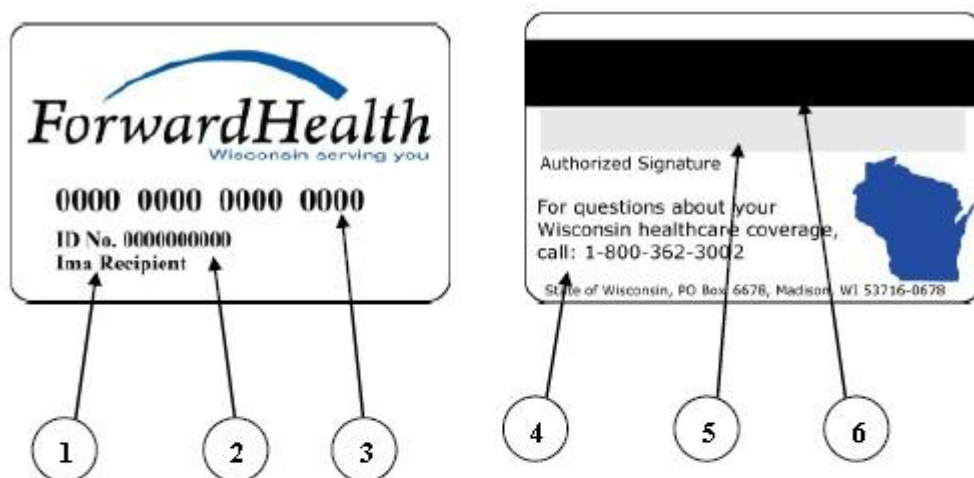 ForwardHealth
Wisconsin serving you
0000 0000 0000 0000
ID No. 0000000000
Ima Recipient
Authorized Signature
For questions about your
Wisconsin healthcare coverage,
call: 1-800-362-3002
State of Wisconsin, PO Box 6678, Madison, WI 53716-0678
1
2
3
4
5
6